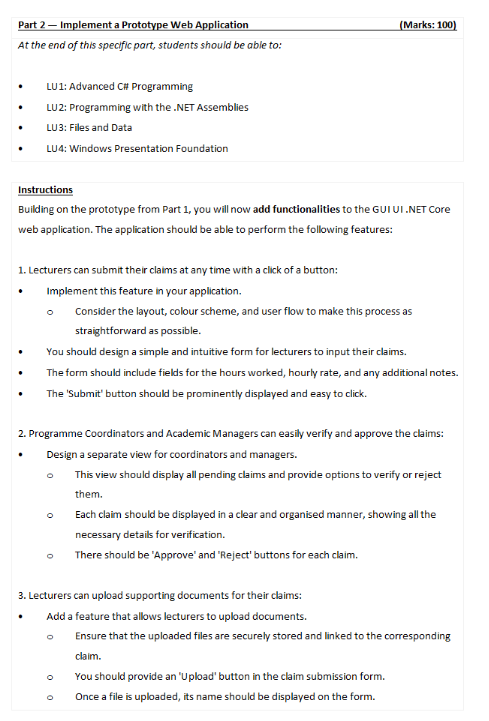 Part 2 — Implement a Prototype Web Application (Marks: 100)
At the end of this specific part, students should be able to:
• LU1: Advanced C# Programming
• LU2: Programming with the .NET Assemblies
• LU3: Files and Data
• LU4: Windows Presentation Foundation
Instructions
Building on the prototype from Part 1, you will now add functionalities to the GUI UI .NET Core
web application. The application should be able to perform the following features:
1. Lecturers can submit their claims at any time with a click of a button:
• Implement this feature in your application.
o Consider the layout, colour scheme, and user flow to make this process as
straightforward as possible.
• You should design a simple and intuitive form for lecturers to input their claims.
• The form should include fields for the hours worked, hourly rate, and any additional notes.
• The 'Submit' button should be prominently displayed and easy to click.
2. Programme Coordinators and Academic Managers can easily verify and approve the claims:
• Design a separate view for coordinators and managers.
o This view should display all pending claims and provide options to verify or reject
them.
o Each claim should be displayed in a clear and organised manner, showing all the
necessary details for verification.
o There should be 'Approve' and 'Reject' buttons for each claim.
3. Lecturers can upload supporting documents for their claims:
• Add a feature that allows lecturers to upload documents.
o Ensure that the uploaded files are securely stored and linked to the corresponding
claim.
o You should provide an 'Upload' button in the claim submission form.
o Once a file is uploaded, its name should be displayed on the form.